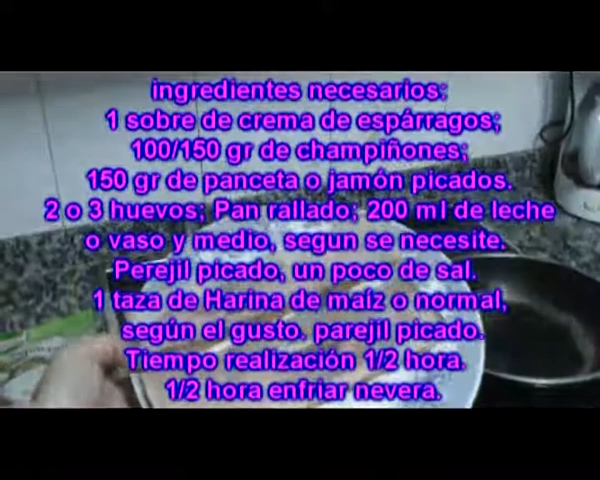 ingredientes necesarios:
1 sobre de crema de espárragos;
100/150 gr de champiñones;
150 gr de panceta o jamón picados.
2 o 3 huevos; Pan rallado; 200 ml de leche
o vaso y medio, segun se necesite.
Perejil picado, un poco de sal.
1 taza de Harina de maíz o normal,
según el gusto. parejil picado.
Tiempo realización 1/2 hora.
1/2 hora enfriar nevera.